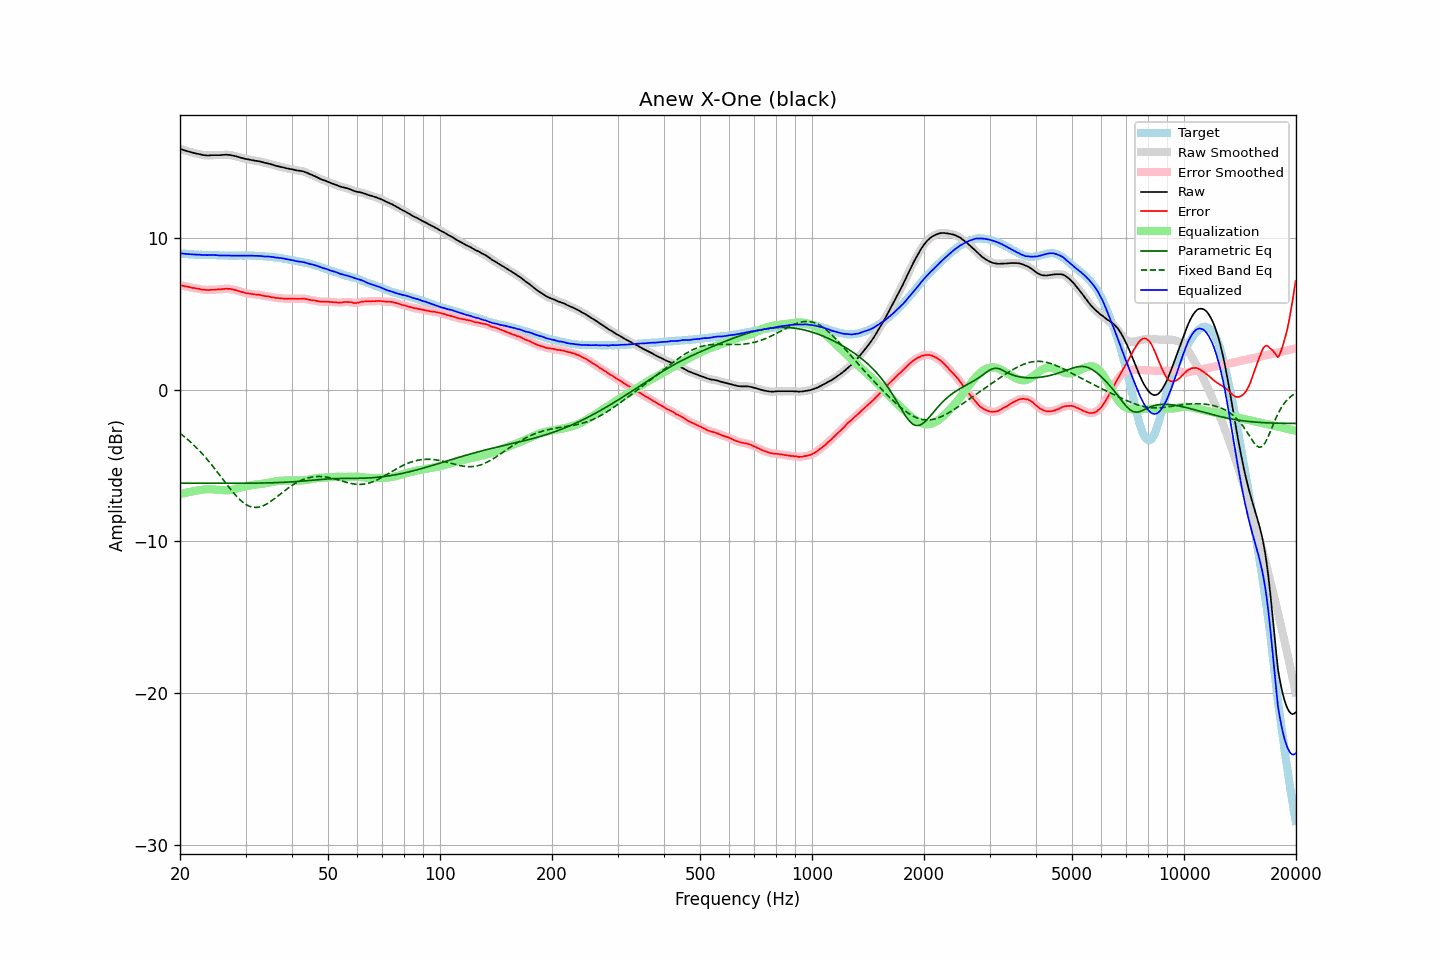 Anew X-One (black)
Target
Raw Smoothed
Error Smoothed
Raw
Error
Equalization
Parametric Eq
Fixed Band Eq
Equalized
10
0
−10
−20
−30
Amplitude (dBr)
20 50 100 200 500 1000 2000 5000 10000 20000
Frequency (Hz)